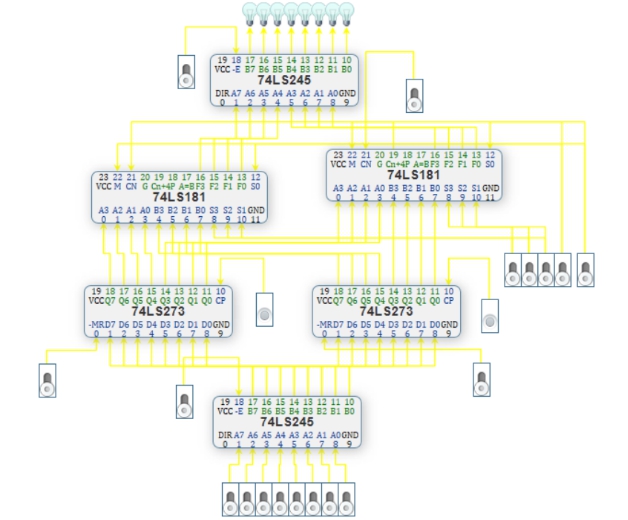 19 18 17 16 15 14 13 12 11 10
VCC -E B7 B6 B5 B4 B3 B2 B1 B0
74LS245
DIR A7 A6 A5 A4 A3 A2 A1 A0 GND
0 1 2 3 4 5 6 7 8 9
23 22 21 20 19 18 17 16 15 14 13 12
VCC M CN G Cn+4 P A=B F3 F2 F1 F0 S0
74LS181
A3 A2 A1 A0 B3 B2 B1 B0 S3 S2 S1 GND
0 1 2 3 4 5 6 7 8 9 10 11
23 22 21 20 19 18 17 16 15 14 13 12
VCC M CN G Cn+4 P A=B F3 F2 F1 F0 S0
74LS181
A3 A2 A1 A0 B3 B2 B1 B0 S3 S2 S1 GND
0 1 2 3 4 5 6 7 8 9 10 11
19 18 17 16 15 14 13 12 11 10
VCC Q7 Q6 Q5 Q4 Q3 Q2 Q1 Q0 CP
74LS273
-MR D7 D6 D5 D4 D3 D2 D1 D0 GND
0 1 2 3 4 5 6 7 8 9
19 18 17 16 15 14 13 12 11 10
VCC Q7 Q6 Q5 Q4 Q3 Q2 Q1 Q0 CP
74LS273
-MR D7 D6 D5 D4 D3 D2 D1 D0 GND
0 1 2 3 4 5 6 7 8 9
19 18 17 16 15 14 13 12 11 10
VCC -E B7 B6 B5 B4 B3 B2 B1 B0
74LS245
DIR A7 A6 A5 A4 A3 A2 A1 A0 GND
0 1 2 3 4 5 6 7 8 9